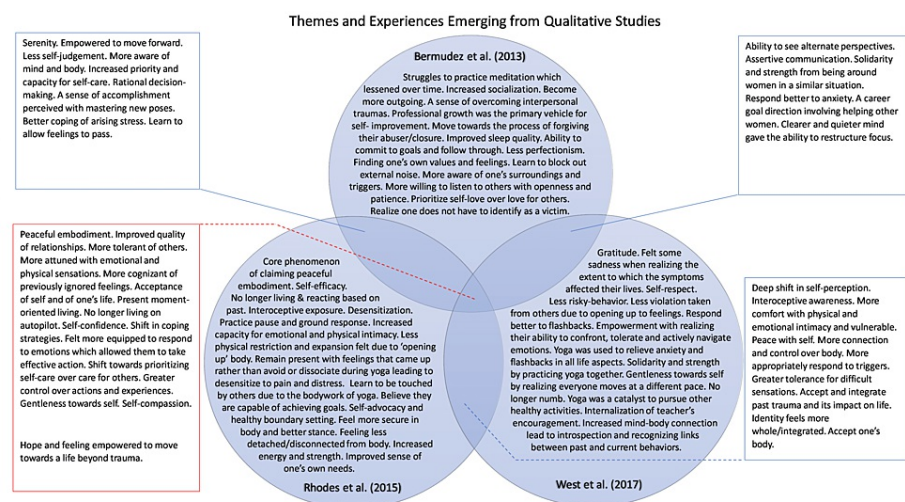 Themes and Experiences Emerging from Qualitative Studies
Serenity. Empowered to move forward.
Less self-judgement. More aware of
mind and body. Increased priority and
capacity for self-care. Rational decision-
making. A sense of accomplishment
perceived with mastering new poses.
Better coping of arising stress. Learn to
allow feelings to pass.
Bermudez et al. (2013)
Struggles to practice meditation which
lessened over time. Increased socialization. Become
more outgoing. A sense of overcoming interpersonal
traumas. Professional growth was the primary vehicle for
self- improvement. Move towards the process of forgiving
their abuser/closure. Improved sleep quality. Ability to
commit to goals and follow through. Less perfectionism.
Finding one's own values and feelings. Learn to block out
external noise. More aware of one's surroundings and
triggers. More willing to listen to others with openness and
patience. Prioritize self-love over love for others.
Realize one does not have to identify as a victim.
Ability to see alternate perspectives.
Assertive communication. Solidarity
and strength from being around
women in a similar situation.
Respond better to anxiety. A career
goal direction involving helping other
women. Clearer and quieter mind
gave the ability to restructure focus.
Peaceful embodiment. Improved quality
of relationships. More tolerant of others.
More attuned with emotional and
physical sensations. More cognizant of
previously ignored feelings. Acceptance
of self and of one's life. Present moment-
oriented living. No longer living on
autopilot. Self-confidence. Shift in coping
strategies. Felt more equipped to respond
to emotions which allowed them to take
effective action. Shift towards prioritizing
self-care over care for others. Greater
control over actions and experiences.
Gentleness towards self. Self-compassion.
Hope and feeling empowered to move
towards a life beyond trauma.
Core phenomenon
of claiming peaceful
embodiment. Self-efficacy.
No longer living & reacting based on
past. Interoceptive exposure. Desensitization.
Practice pause and ground response. Increased
capacity for emotional and physical intimacy. Less
physical restriction and expansion felt due to 'opening
up' body. Remain present with feelings that came up
rather than avoid or dissociate during yoga leading to
desensitize to pain and distress. Learn to be touched
by others due to the bodywork of yoga. Believe they
are capable of achieving goals. Self-advocacy and
healthy boundary setting. Feel more secure in
body and better stance. Feeling less
detached/disconnected from body. Increased
energy and strength. Improved sense of
one's own needs.
Rhodes et al. (2015)
Gratitude. Felt some
sadness when realizing the
extent to which the symptoms
affected their lives. Self-respect.
Less risky-behavior. Less violation taken
from others due to opening up to feelings. Respond
better to flashbacks. Empowerment with realizing
their ability to confront, tolerate and actively navigate
emotions. Yoga was used to relieve anxiety and
flashbacks in all life aspects. Solidarity and strength
by practicing yoga together. Gentleness towards self
by realizing everyone moves at a different pace. No
longer numb. Yoga was a catalyst to pursue other
healthy activities. Internalization of teacher's
encouragement. Increased mind-body connection
lead to introspection and recognizing links
between past and current behaviors.
West et al. (2017)
Deep shift in self-perception.
Interoceptive awareness. More
comfort with physical and
emotional intimacy and vulnerable.
Peace with self. More connection
and control over body. More
appropriately respond to triggers.
Greater tolerance for difficult
sensations. Accept and integrate
past trauma and its impact on life.
Identity feels more
whole/integrated. Accept one's
body.